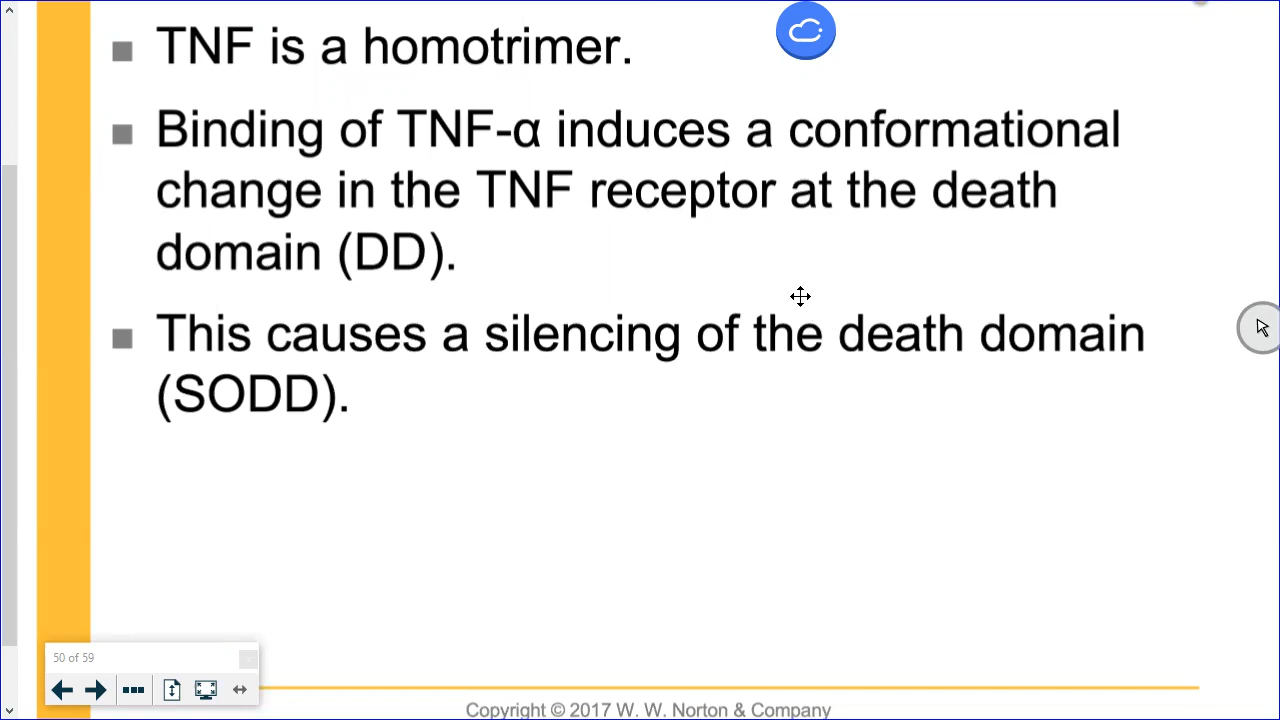 TNF is a homotrimer.
Binding of TNF-α induces a conformational
change in the TNF receptor at the death
domain (DD).
This causes a silencing of the death domain
(SODD).
50 of 59
Copyright © 2017 W. W. Norton & Company